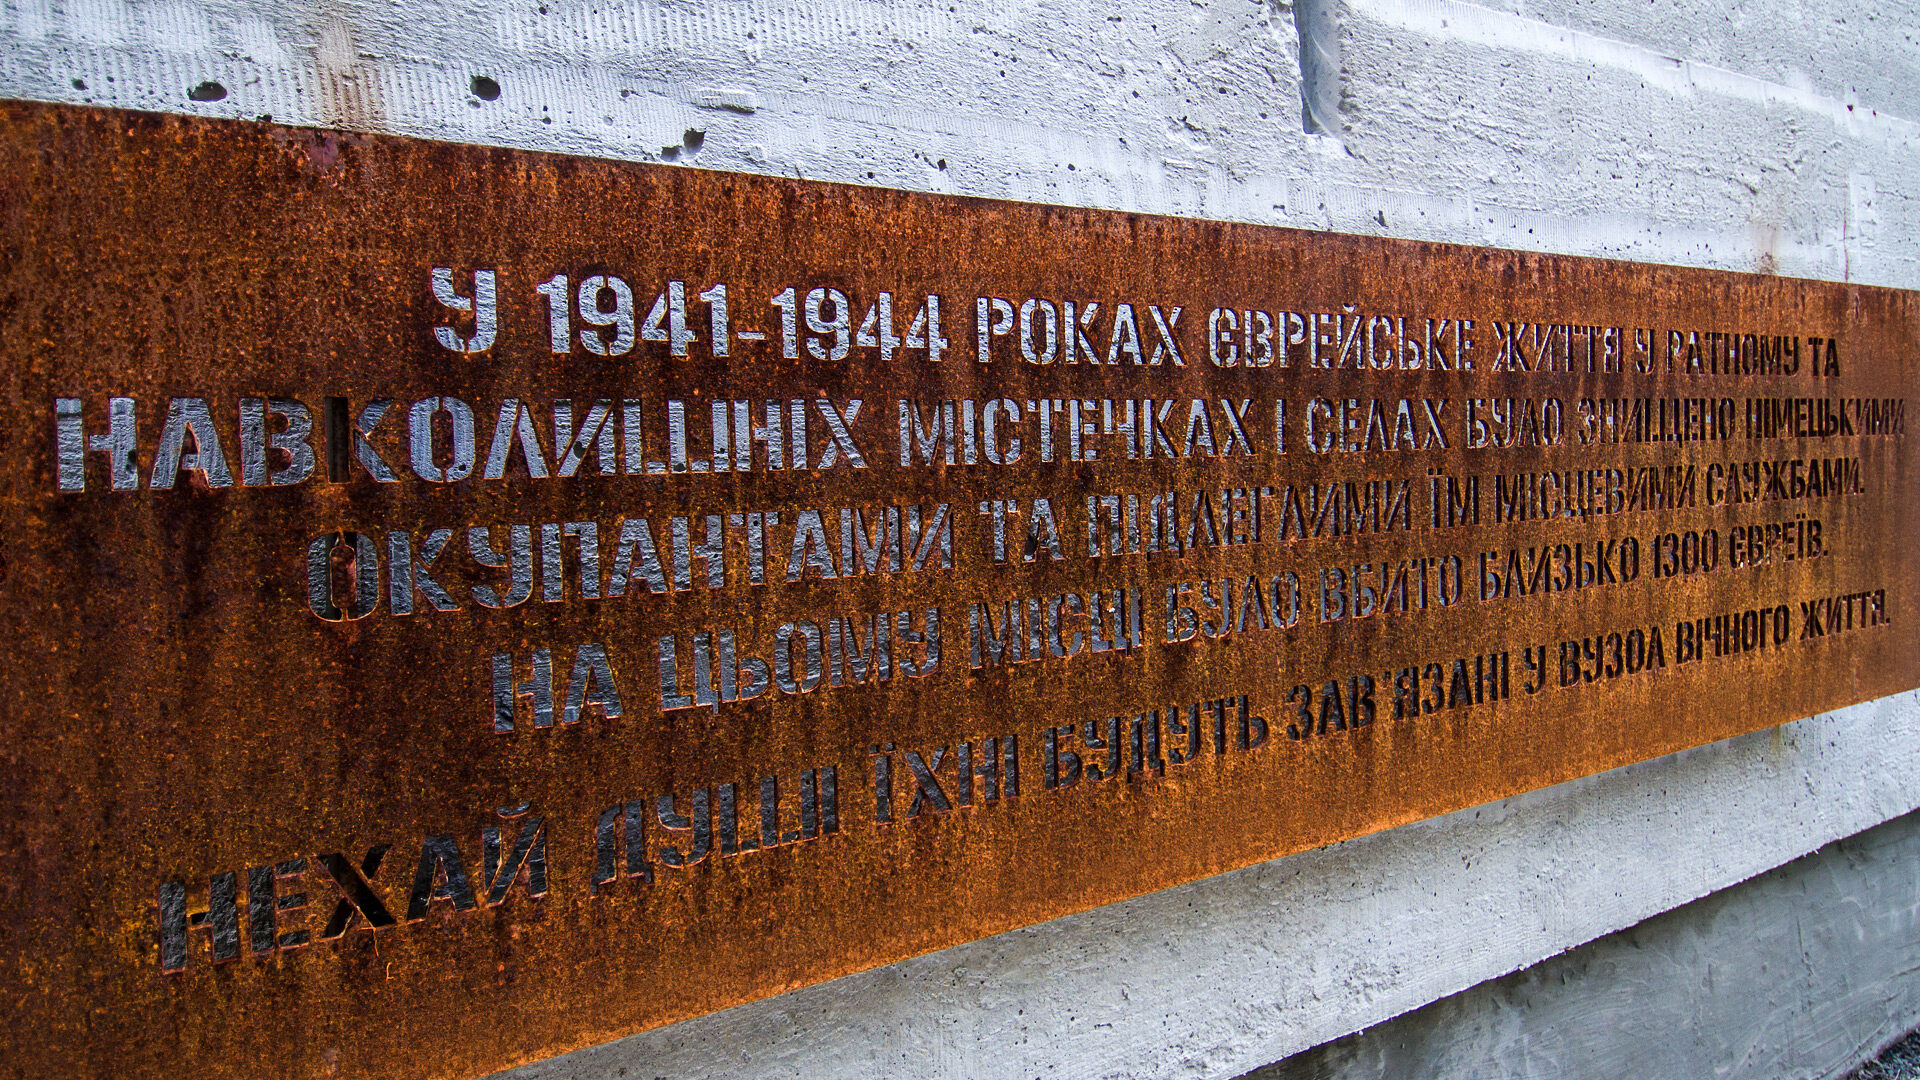 У 1941-1944 РОКАХ ЄВРЕЙСЬКЕ ЖИТТЯ У РАТНОМУ ТА
НАВКОЛИШНІХ МІСТЕЧКАХ І СЕЛАХ БУЛО ЗНИЩЕНО НІМЕЦЬКИМИ
ОКУПАНТАМИ ТА ПІДЛЕГЛИМИ ЇМ МІСЦЕВИМИ СЛУЖБАМИ.
НА ЦЬОМУ МІСЦІ БУЛО ВБИТО БЛИЗЬКО 1300 ЄВРЕЇВ.
НЕХАЙ ДУШІ ЇХНІ БУДУТЬ ЗАВ'ЯЗАНІ У ВУЗОЛ ВІЧНОГО ЖИТТЯ.